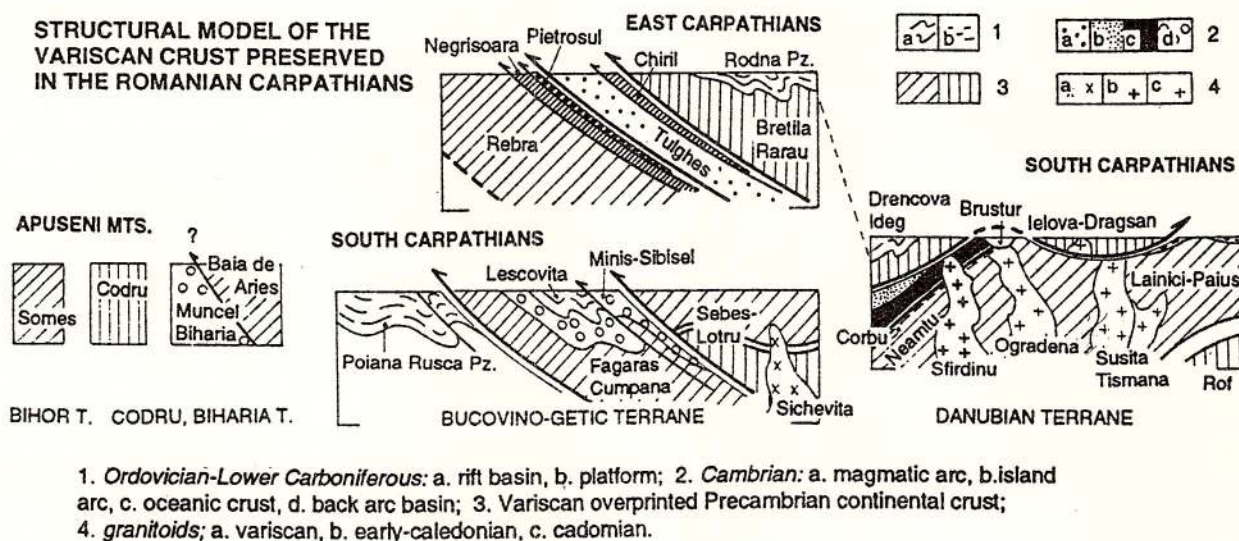 STRUCTURAL MODEL OF THE
VARISCAN CRUST PRESERVED
IN THE ROMANIAN CARPATHIANS
EAST CARPATHIANS
Negrisoara
Pietrosul
Chiril
Rodna Pz.
Rebra
Tulghes
Bretila
Rarau
a b 1
a b c d 2
3
a x b + c + 4
SOUTH CARPATHIANS
Drencova
Ideg
Brustur
Ielova-Dragsan
Lainici-Paius
Corbu
Neamtu
Sfirdinu
Ogradena
Susita
Tismana
Rof
DANUBIAN TERRANE
APUSENI MTS.
?
Somes
Codru
Baia de
Aries
Muncel
Biharia
BIHOR T. CODRU, BIHARIA T.
SOUTH CARPATHIANS
Lescovita
Minis-Sibisel
Sebes-
Lotru
Poiana Rusca Pz.
Fagaras
Cumpana
Sichevita
BUCOVINO-GETIC TERRANE
1. Ordovician-Lower Carboniferous: a. rift basin, b. platform; 2. Cambrian: a. magmatic arc, b.island
arc, c. oceanic crust, d. back arc basin; 3. Variscan overprinted Precambrian continental crust;
4. granitoids; a. variscan, b. early-caledonian, c. cadomian.